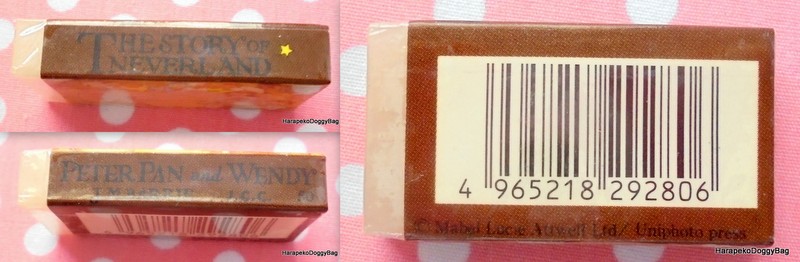 THE STORY OF
NEVERLAND
HarapekoDoggyBag
PETER PAN and WENDY
J.M.BARRIE
HarapekoDoggyBag
4 965218 292806
© Mabel Lucie Attwell Ltd/ Uniphoto press
HarapekoDoggyBag